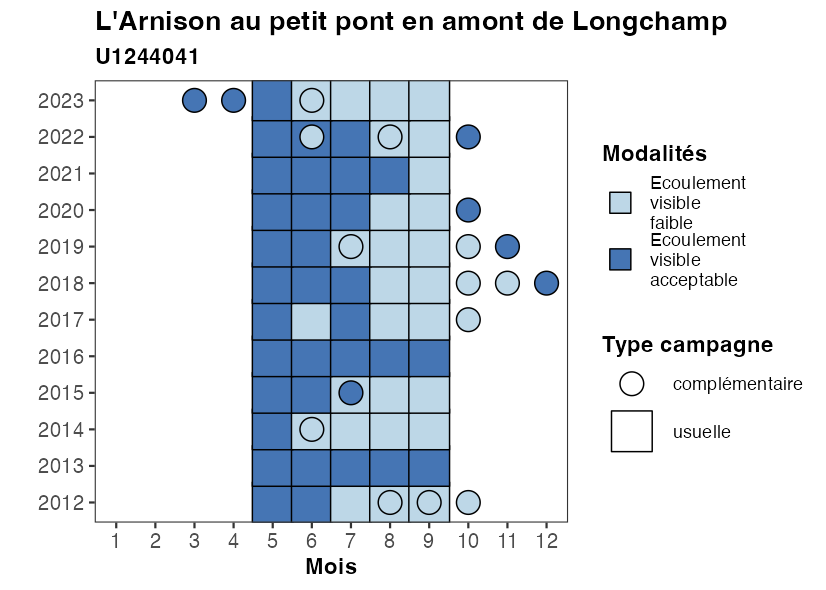 L'Arnison au petit pont en amont de Longchamp
U1244041
2023
2022
2021
2020
2019
2018
2017
2016
2015
2014
2013
2012
1 2 3 4 5 6 7 8 9 10 11 12
Mois
Modalités
Ecoulement
visible
faible
Ecoulement
visible
acceptable
Type campagne
complémentaire
usuelle